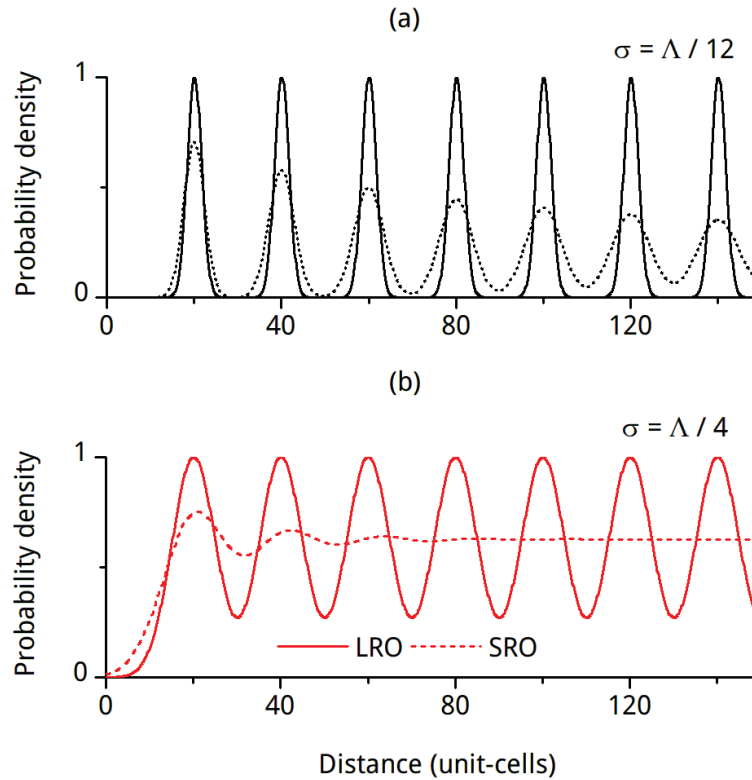 (a)
σ = Λ / 12
Probability density
1
0
0 40 80 120
(b)
σ = Λ / 4
Probability density
1
0
LRO SRO
0 40 80 120
Distance (unit-cells)